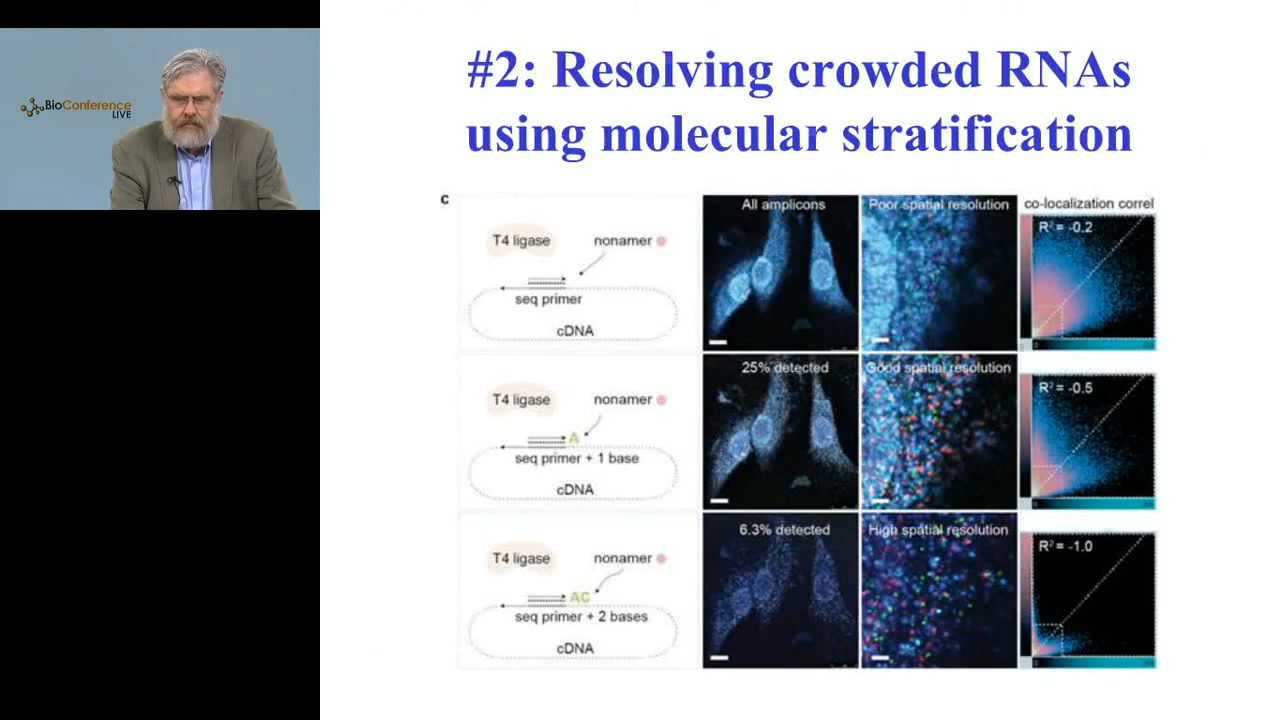 BioConference
LIVE
#2: Resolving crowded RNAs
using molecular stratification
c
All amplicons
Poor spatial resolution
co-localization correl
T4 ligase
nonamer
R² = -0.2
seq primer
cDNA
25% detected
Good spatial resolution
T4 ligase
nonamer
R² = -0.5
A
seq primer + 1 base
cDNA
6.3% detected
High spatial resolution
T4 ligase
nonamer
R² = -1.0
AC
seq primer + 2 bases
cDNA